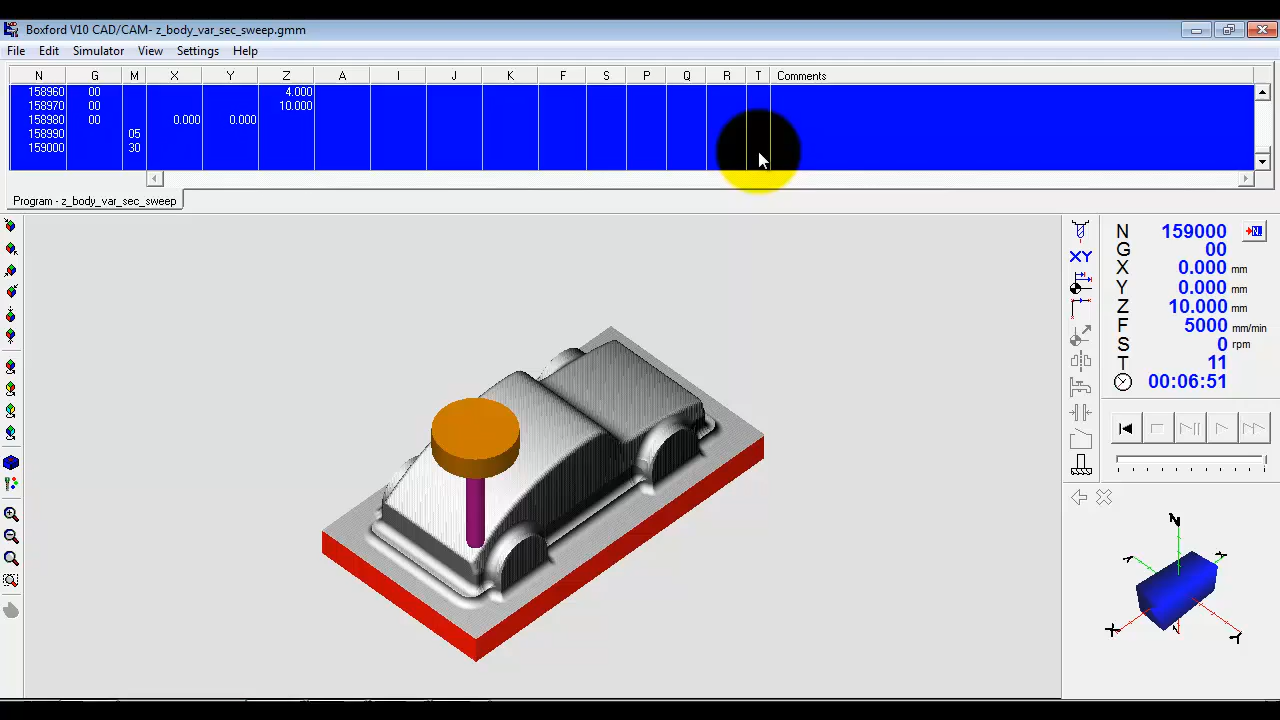 Boxford V10 CAD/CAM- z_body_var_sec_sweep.gmm
File Edit Simulator View Settings Help
N G M X Y Z A I J K F S P Q R T Comments
158960 00 4.000
158970 00 10.000
158980 00 0.000 0.000
158990 05
159000 30
Program - z_body_var_sec_sweep
N 159000 N
G 00
XY
X 0.000 mm
Y 0.000 mm
Z 10.000 mm
F 5000 mm/min
S 0 rpm
T 11
00:06:51